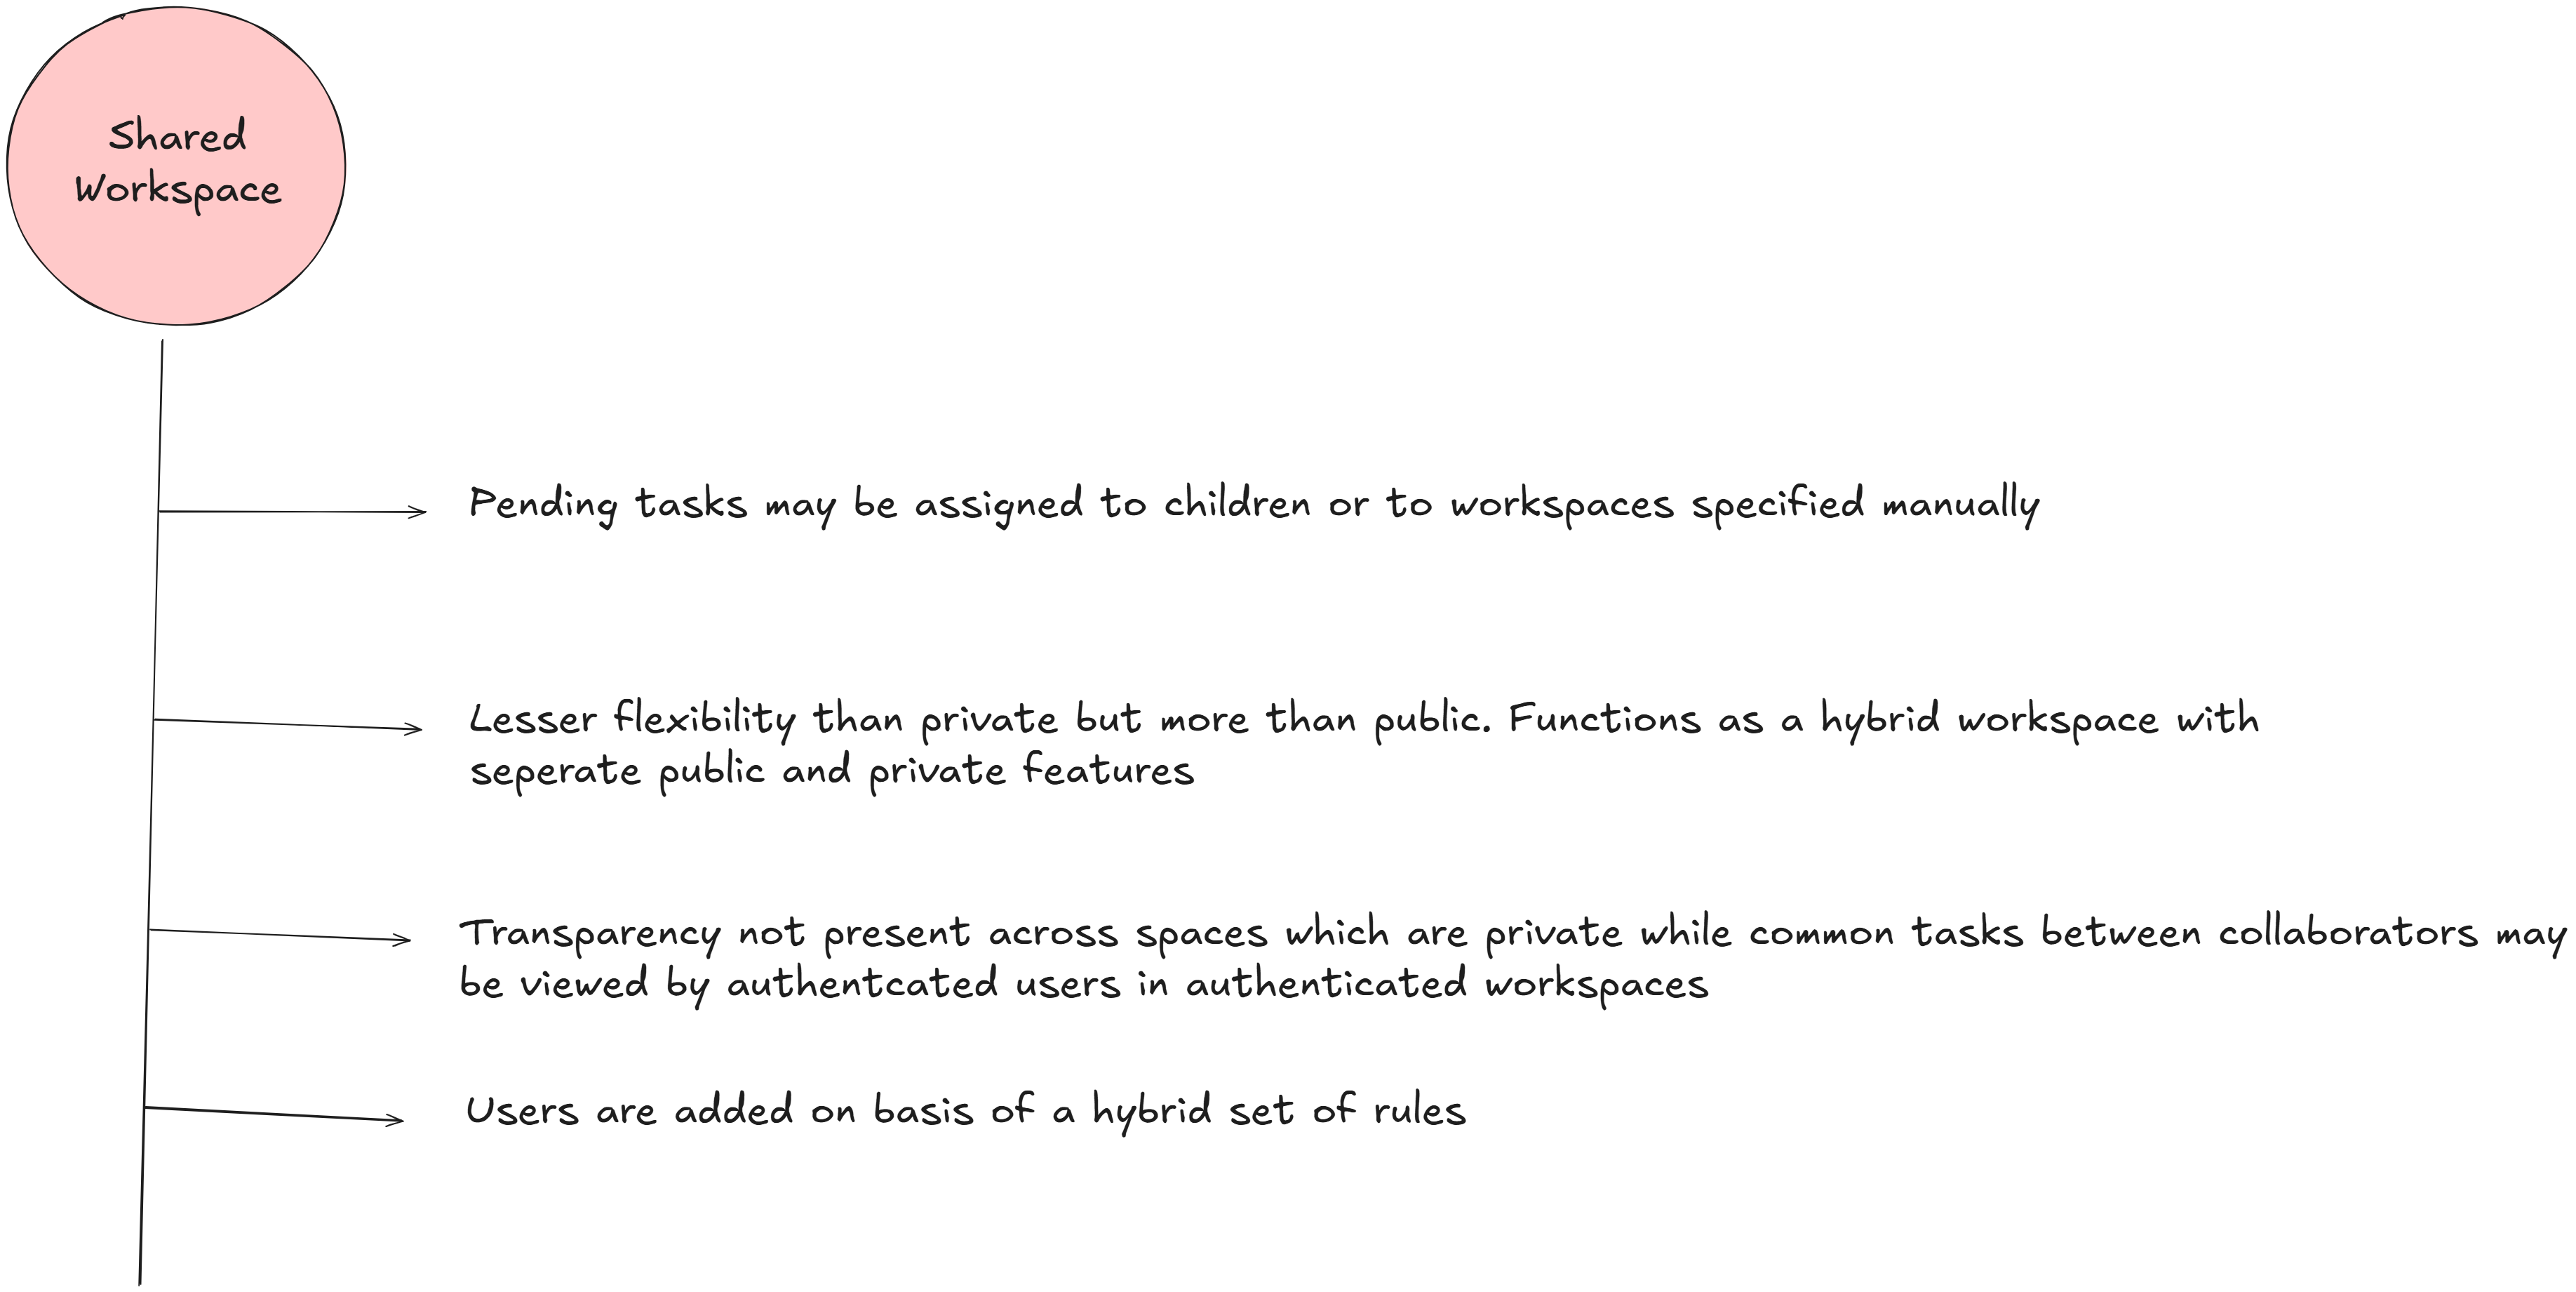 Shared
Workspace
Pending tasks may be assigned to children or to workspaces specified manually
Lesser flexibility than private but more than public. Functions as a hybrid workspace with
seperate public and private features
Transparency not present across spaces which are private while common tasks between collaborators may
be viewed by authentcated users in authenticated workspaces
Users are added on basis of a hybrid set of rules